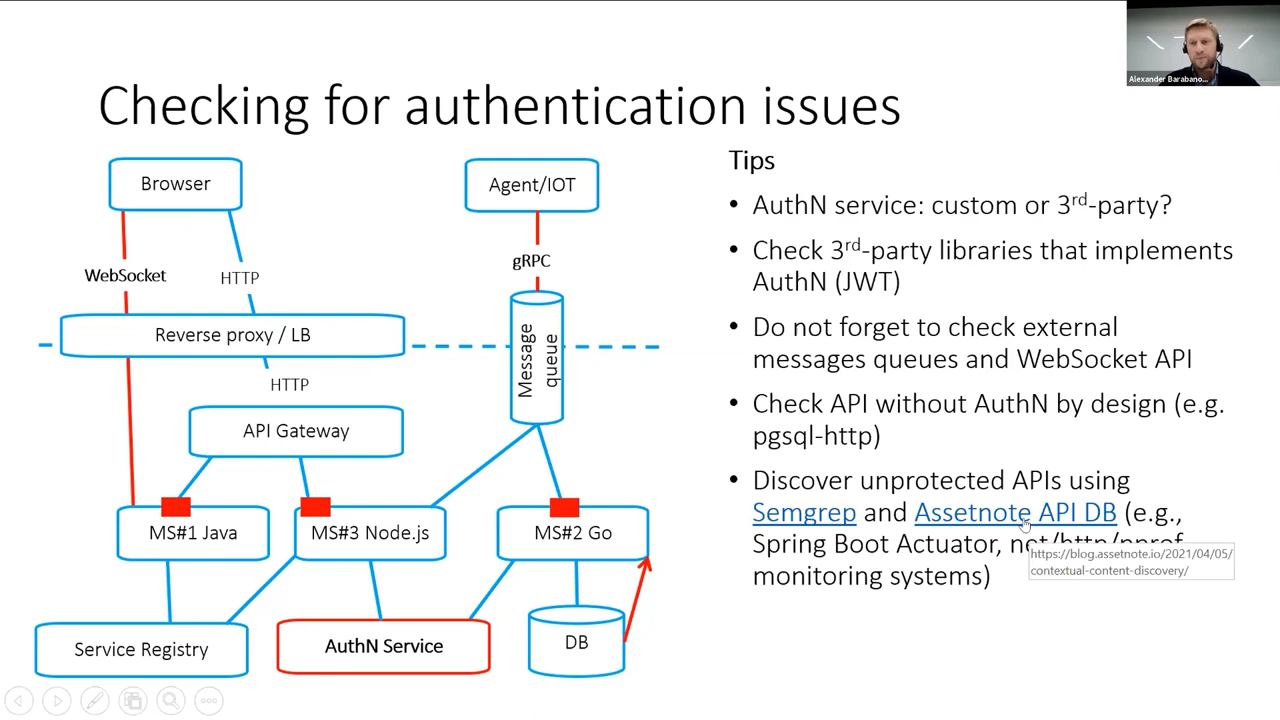 Alexander Barabano...
Checking for authentication issues
Browser
Agent/IOT
WebSocket
HTTP
gRPC
Reverse proxy / LB
Message
queue
HTTP
API Gateway
MS#1 Java
MS#3 Node.js
MS#2 Go
Service Registry
AuthN Service
DB
Tips
• AuthN service: custom or 3rd-party?
• Check 3rd-party libraries that implements
AuthN (JWT)
• Do not forget to check external
messages queues and WebSocket API
• Check API without AuthN by design (e.g.
pgsql-http)
• Discover unprotected APIs using
Semgrep and Assetnote API DB (e.g.,
Spring Boot Actuator, net/http/pprof
monitoring systems)
https://blog.assetnote.io/2021/04/05/
contextual-content-discovery/